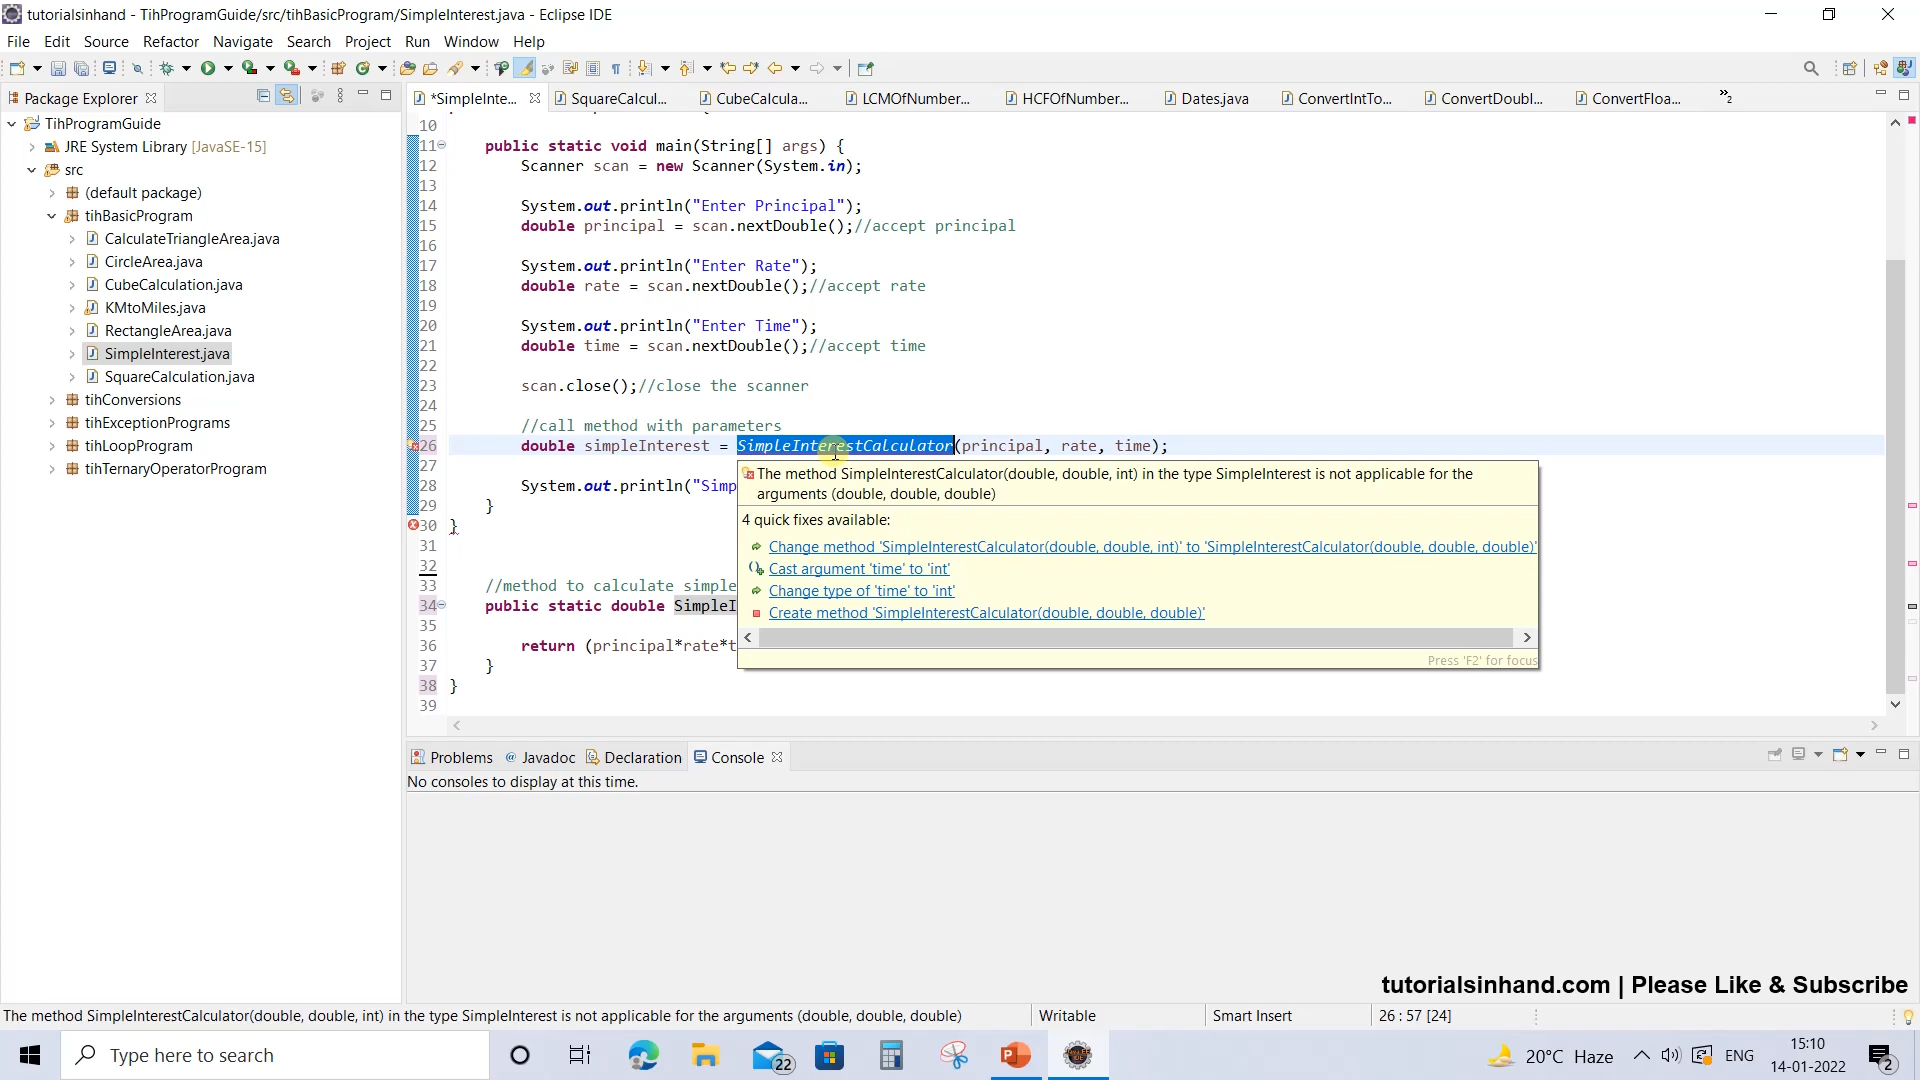 tutorialsinhand - TihProgramGuide/src/tihBasicProgram/SimpleInterest.java - Eclipse IDE
File Edit Source Refactor Navigate Search Project Run Window Help
Package Explorer
*SimpleInte... SquareCalcul... CubeCalcula... LCMOfNumber... HCFOfNumber... Dates.java ConvertIntTo... ConvertDoubl... ConvertFloa... »2
TihProgramGuide
JRE System Library [JavaSE-15]
src
(default package)
tihBasicProgram
CalculateTriangleArea.java
CircleArea.java
CubeCalculation.java
KMtoMiles.java
RectangleArea.java
SimpleInterest.java
SquareCalculation.java
tihConversions
tihExceptionPrograms
tihLoopProgram
tihTernaryOperatorProgram
10
11 public static void main(String[] args) {
12 Scanner scan = new Scanner(System.in);
13
14 System.out.println("Enter Principal");
15 double principal = scan.nextDouble();//accept principal
16
17 System.out.println("Enter Rate");
18 double rate = scan.nextDouble();//accept rate
19
20 System.out.println("Enter Time");
21 double time = scan.nextDouble();//accept time
22
23 scan.close();//close the scanner
24
25 //call method with parameters
26 double simpleInterest = SimpleInterestCalculator(principal, rate, time);
27
28 System.out.println("Simp
29 }
30 }
31
32
33 //method to calculate simple
34 public static double SimpleI
35
36 return (principal*rate*t
37 }
38 }
39
The method SimpleInterestCalculator(double, double, int) in the type SimpleInterest is not applicable for the
arguments (double, double, double)
4 quick fixes available:
Change method 'SimpleInterestCalculator(double, double, int)' to 'SimpleInterestCalculator(double, double, double)'
Cast argument 'time' to 'int'
Change type of 'time' to 'int'
Create method 'SimpleInterestCalculator(double, double, double)'
Press 'F2' for focus
Problems @ Javadoc Declaration Console
No consoles to display at this time.
tutorialsinhand.com | Please Like & Subscribe
The method SimpleInterestCalculator(double, double, int) in the type SimpleInterest is not applicable for the arguments (double, double, double) Writable Smart Insert 26 : 57 [24]
Type here to search
22
20°C Haze
ENG
15:10
14-01-2022
2